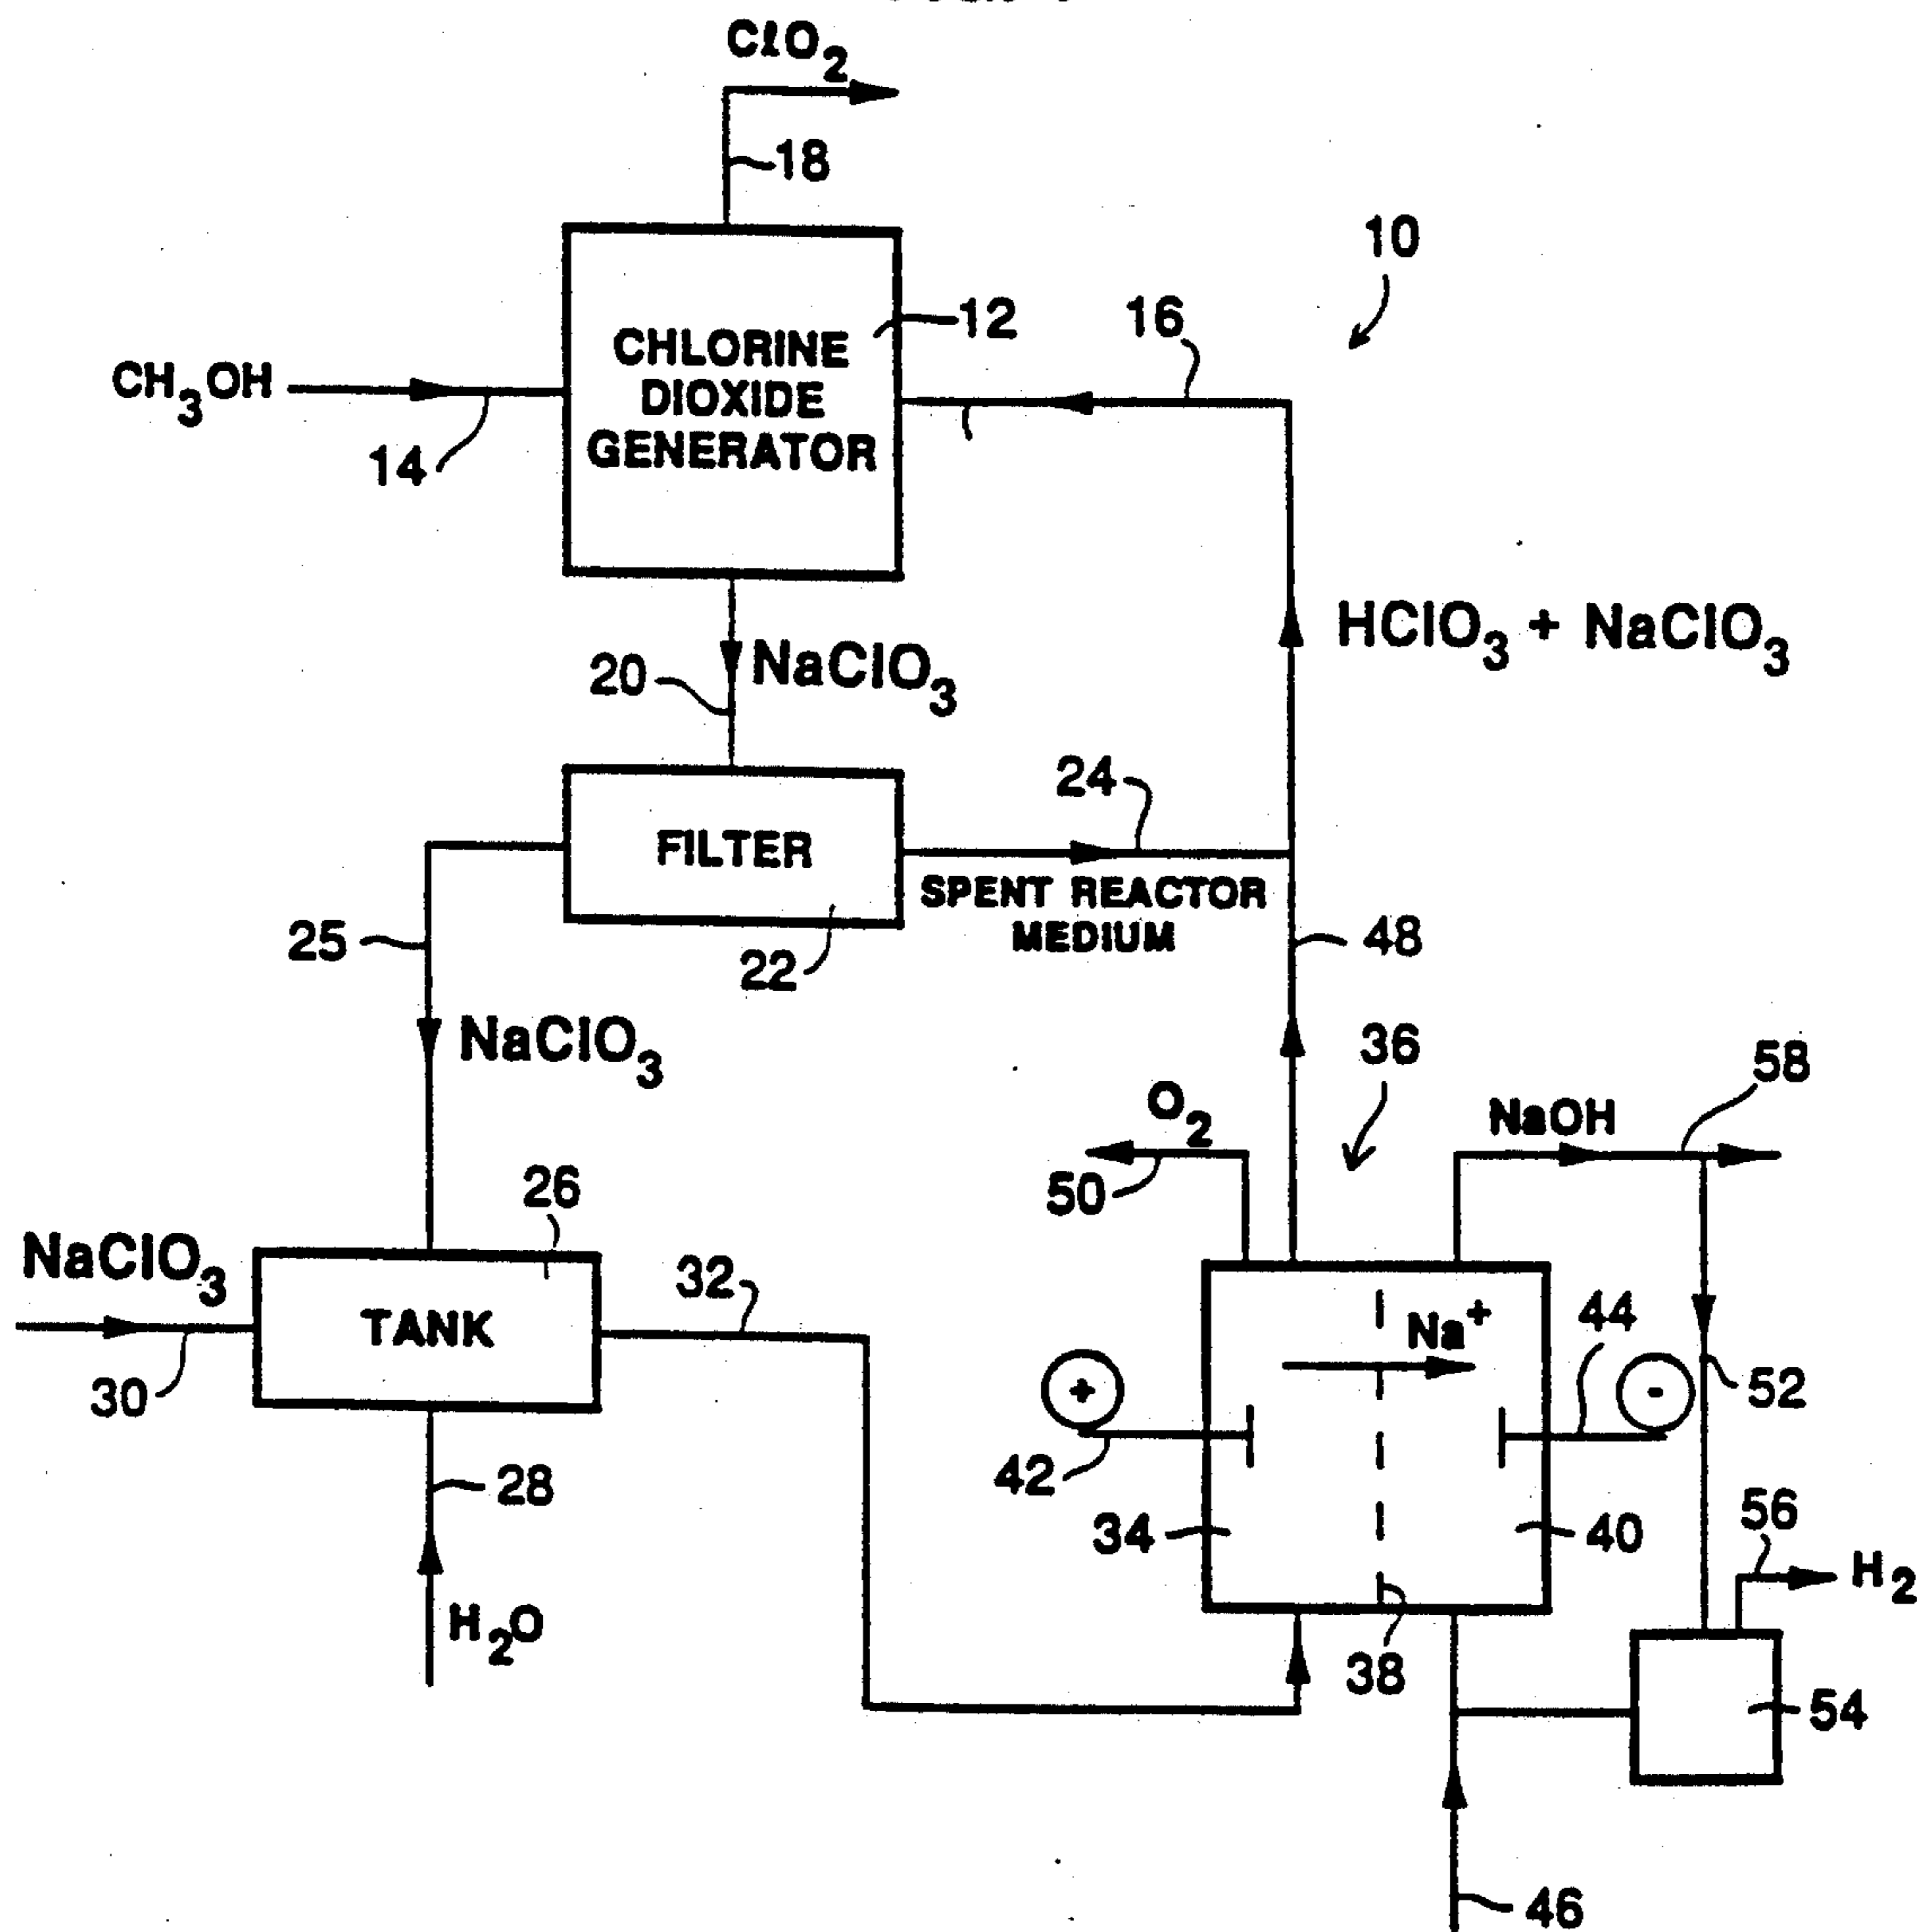 ClO2
18
10
12
16
CHLORINE
DIOXIDE
GENERATOR
CH3OH
14
HClO3 + NaClO3
20
NaClO3
24
FILTER
SPENT REACTOR
MEDIUM
25
22
48
NaClO3
36
58
O2
NaOH
50
26
NaClO3
32
Na+
44
TANK
30
+
-
52
42
28
34
40
56
H2
H2O
38
54
46